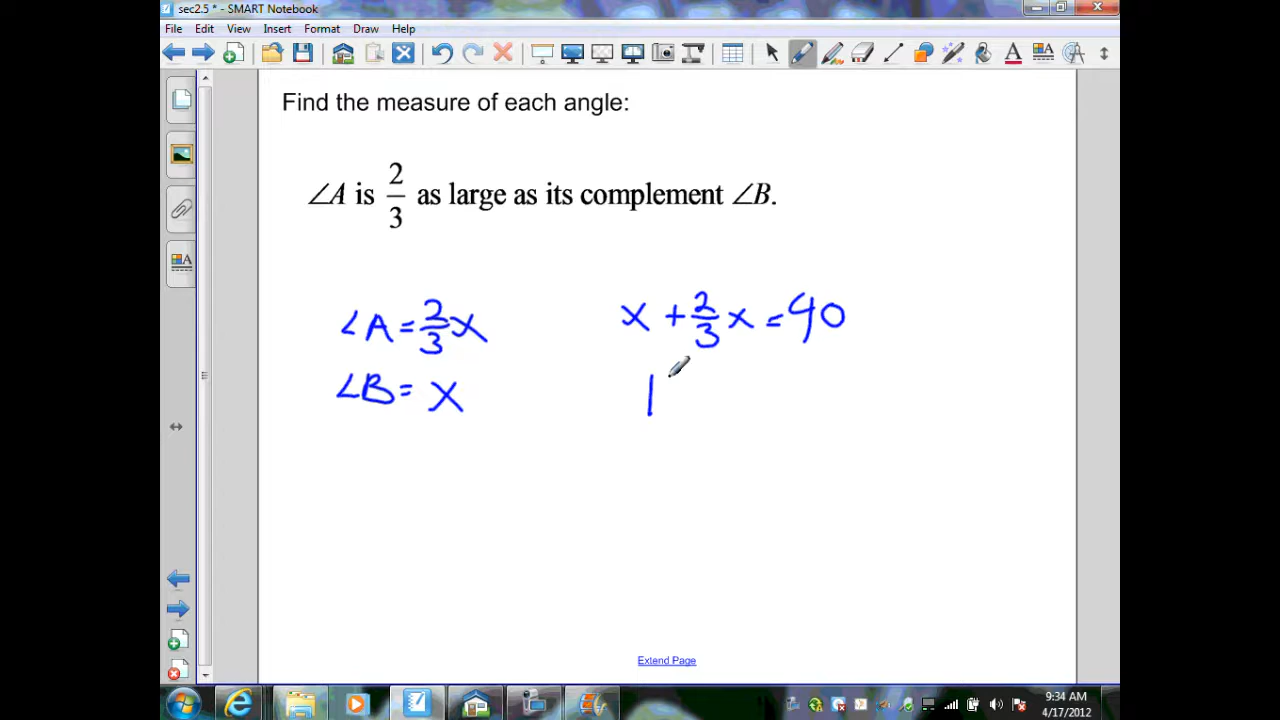 sec2.5 * - SMART Notebook
File Edit View Insert Format Draw Help
Find the measure of each angle:
∠A is 2/3 as large as its complement ∠B.
∠A = 2/3 x
x + 2/3 x = 90
∠B = x
1
Extend Page
9:34 AM
4/17/2012